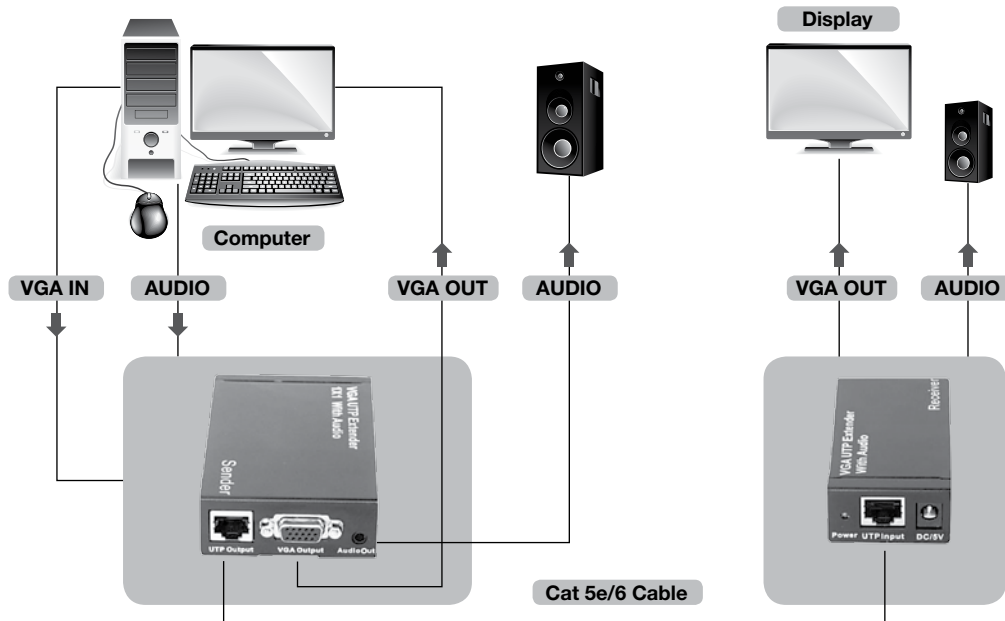 Display
Computer
VGA IN
AUDIO
VGA OUT
AUDIO
VGA OUT
AUDIO
VGA UTP Extender
1X1 With Audio
Sender
UTP Output
VGA Output
AudioOut
Receiver
VGA UTP Extender
With Audio
Power
UTP Input
DC/5V
Cat 5e/6 Cable